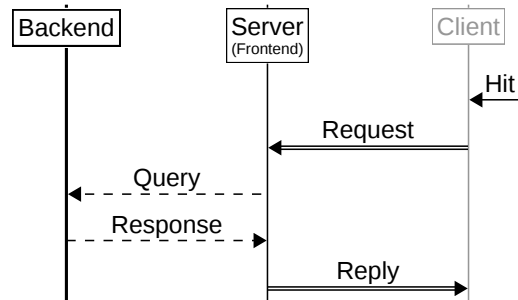 Backend
Server
(Frontend)
Client
Hit
Request
Query
Response
Reply